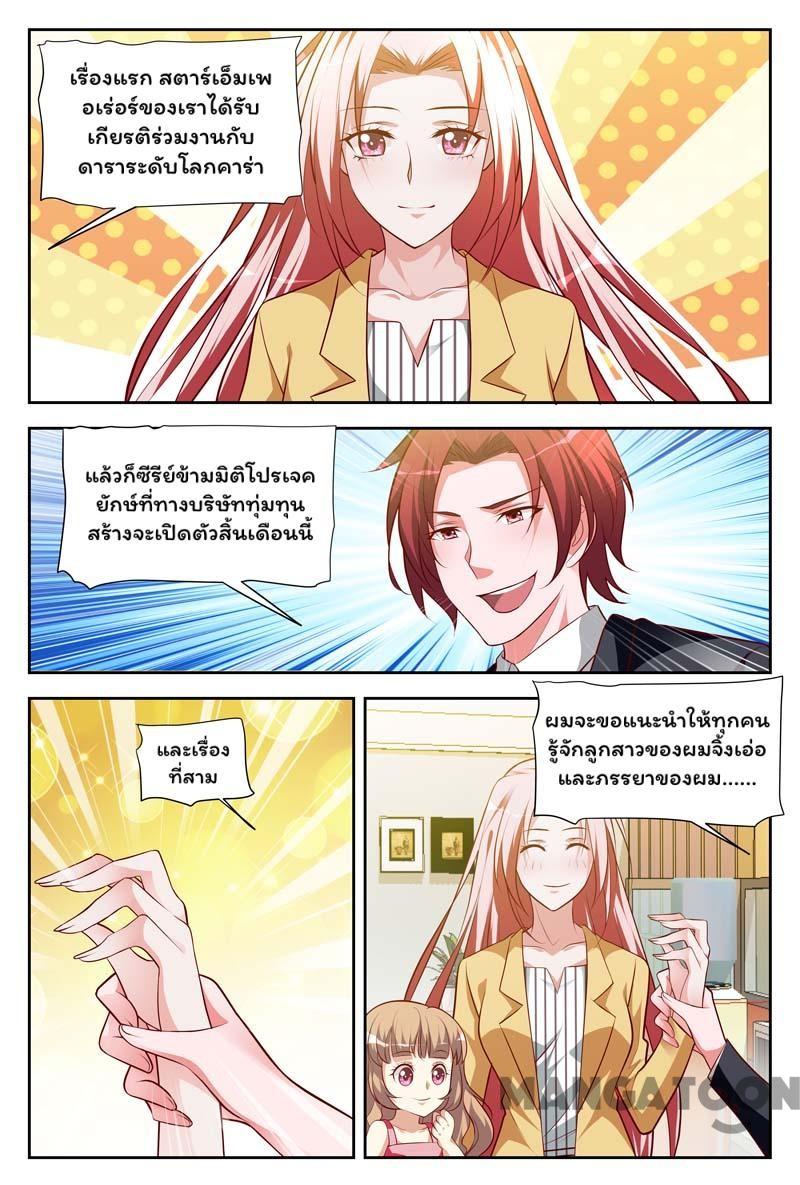 เรื่องแรก สตาร์เอ็มเพ
อเร่อร์ของเราได้รับ
เกียรติร่วมงานกับ
ดาราระดับโลกคาร่า
แล้วก็ซีรีย์ข้ามมิติโปรเจค
ยักษ์ที่ทางบริษัททุ่มทุน
สร้างจะเปิดตัวสิ้นเดือนนี้
และเรื่อง
ที่สาม
ผมจะขอแนะนำให้ทุกคน
รู้จักลูกสาวของผมจิ้งเอ่อ
และภรรยาของผม......
MANGATOON